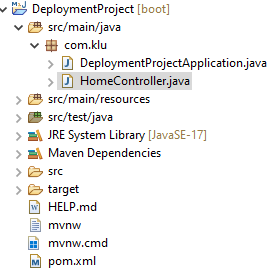 DeploymentProject [boot]
src/main/java
com.klu
DeploymentProjectApplication.java
HomeController.java
src/main/resources
src/test/java
JRE System Library [JavaSE-17]
Maven Dependencies
src
target
HELP.md
mvnw
mvnw.cmd
pom.xml